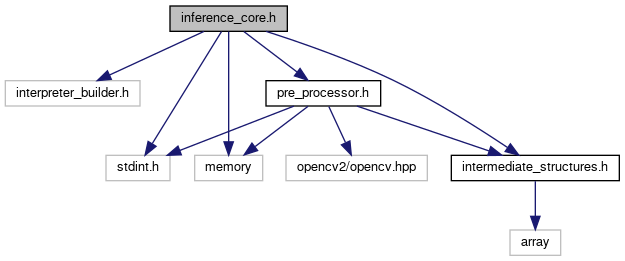 inference_core.h
interpreter_builder.h
pre_processor.h
stdint.h
memory
opencv2/opencv.hpp
intermediate_structures.h
array